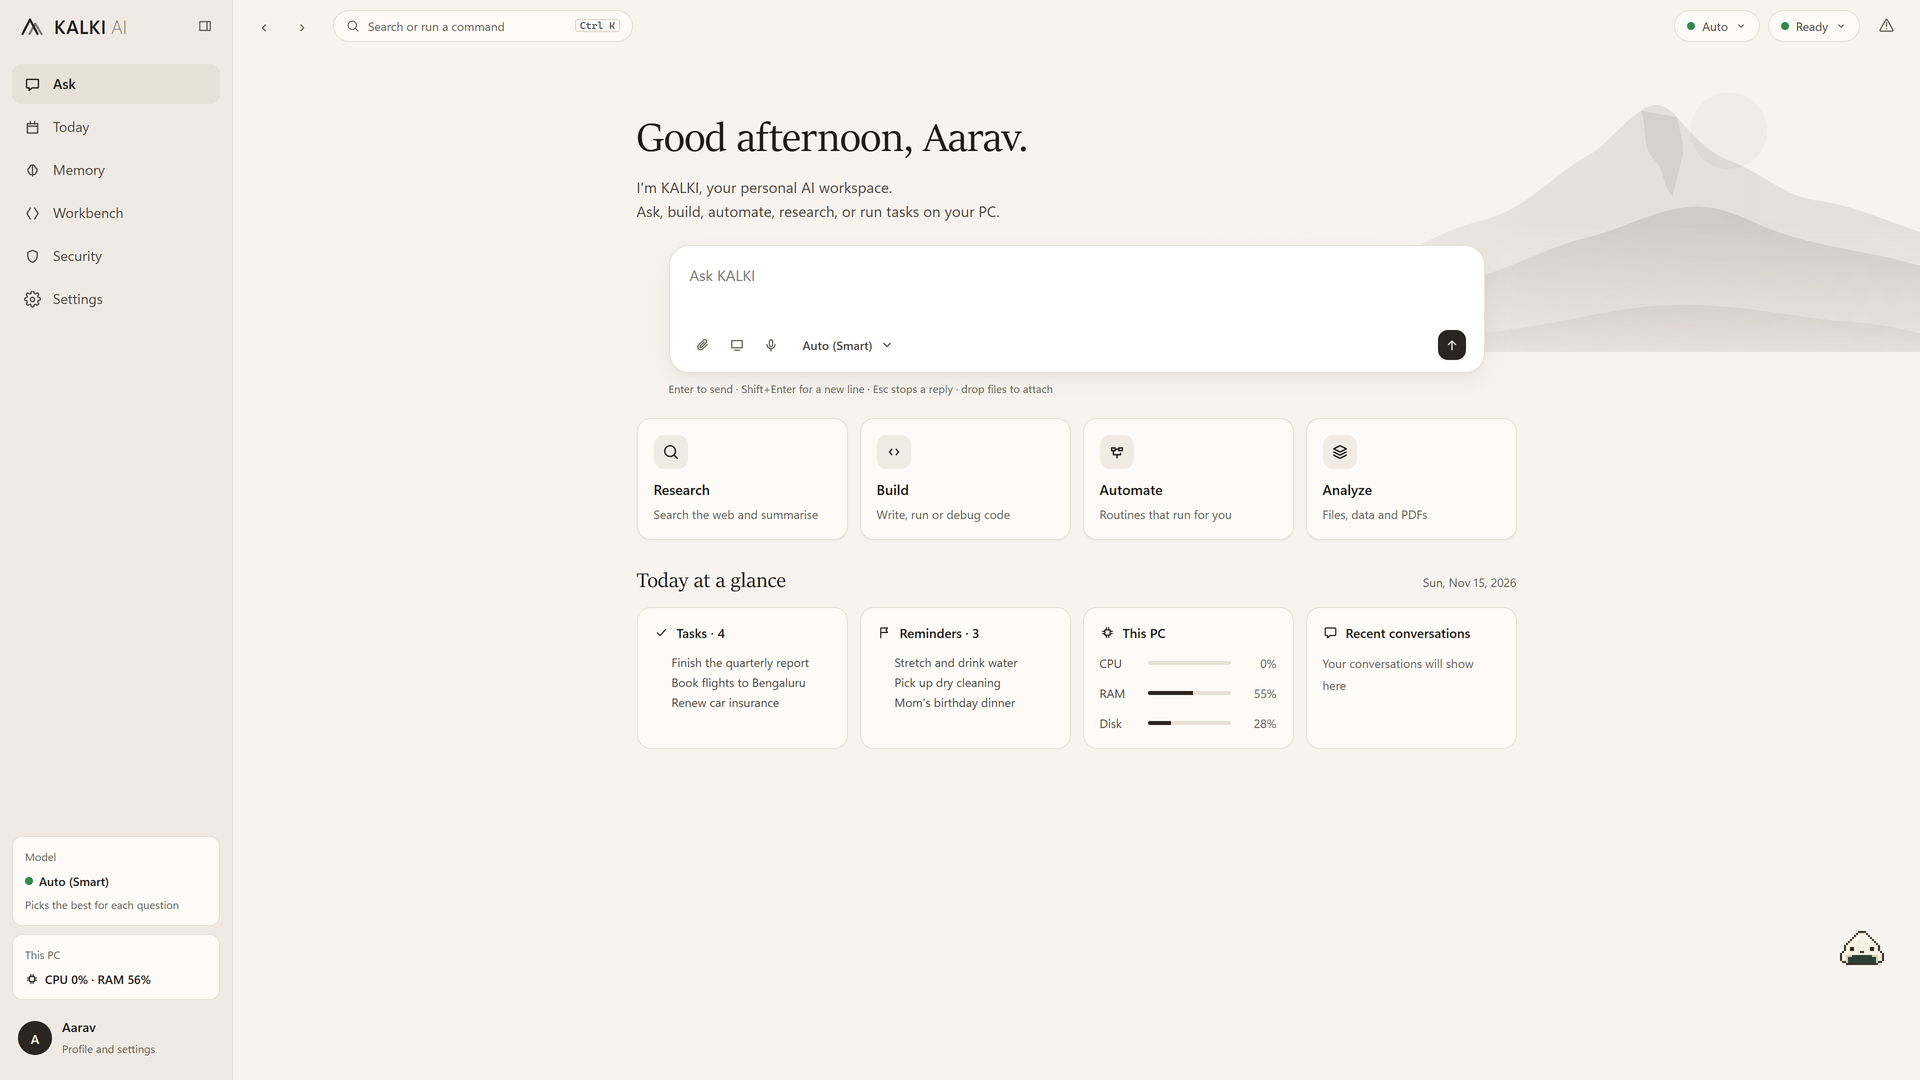 KALKI AI
Search or run a command
Ctrl K
Auto
Ready
Ask
Today
Memory
Workbench
Security
Settings
Good afternoon, Aarav.
I'm KALKI, your personal AI workspace.
Ask, build, automate, research, or run tasks on your PC.
Ask KALKI
Auto (Smart)
Enter to send · Shift+Enter for a new line · Esc stops a reply · drop files to attach
Research
Search the web and summarise
Build
Write, run or debug code
Automate
Routines that run for you
Analyze
Files, data and PDFs
Today at a glance
Sun, Nov 15, 2026
Tasks · 4
Finish the quarterly report
Book flights to Bengaluru
Renew car insurance
Reminders · 3
Stretch and drink water
Pick up dry cleaning
Mom's birthday dinner
This PC
CPU 0%
RAM 55%
Disk 28%
Recent conversations
Your conversations will show
here
Model
Auto (Smart)
Picks the best for each question
This PC
CPU 0% · RAM 56%
A
Aarav
Profile and settings